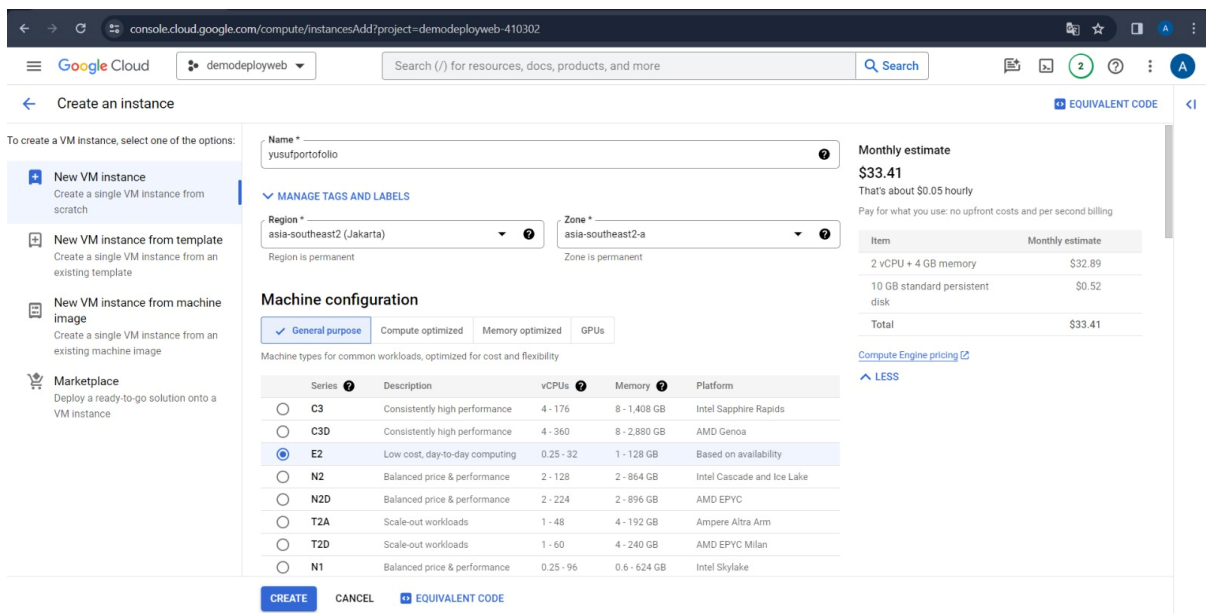 console.cloud.google.com/compute/instancesAdd?project=demodeployweb-410302
A
Google Cloud
demodeployweb
Search (/) for resources, docs, products, and more
Search
2
A
Create an instance
EQUIVALENT CODE
To create a VM instance, select one of the options:
New VM instance
Create a single VM instance from
scratch
New VM instance from template
Create a single VM instance from an
existing template
New VM instance from machine
image
Create a single VM instance from an
existing machine image
Marketplace
Deploy a ready-to-go solution onto a
VM instance
Name *
yusufportofolio
MANAGE TAGS AND LABELS
Region *
asia-southeast2 (Jakarta)
Region is permanent
Zone *
asia-southeast2-a
Zone is permanent
Machine configuration
General purpose Compute optimized Memory optimized GPUs
Machine types for common workloads, optimized for cost and flexibility
Series Description vCPUs Memory Platform
C3 Consistently high performance 4 - 176 8 - 1,408 GB Intel Sapphire Rapids
C3D Consistently high performance 4 - 360 8 - 2,880 GB AMD Genoa
E2 Low cost, day-to-day computing 0.25 - 32 1 - 128 GB Based on availability
N2 Balanced price & performance 2 - 128 2 - 864 GB Intel Cascade and Ice Lake
N2D Balanced price & performance 2 - 224 2 - 896 GB AMD EPYC
T2A Scale-out workloads 1 - 48 4 - 192 GB Ampere Altra Arm
T2D Scale-out workloads 1 - 60 4 - 240 GB AMD EPYC Milan
N1 Balanced price & performance 0.25 - 96 0.6 - 624 GB Intel Skylake
CREATE CANCEL EQUIVALENT CODE
Monthly estimate
$33.41
That's about $0.05 hourly
Pay for what you use: no upfront costs and per second billing
Item Monthly estimate
2 vCPU + 4 GB memory $32.89
10 GB standard persistent $0.52
disk
Total $33.41
Compute Engine pricing
LESS